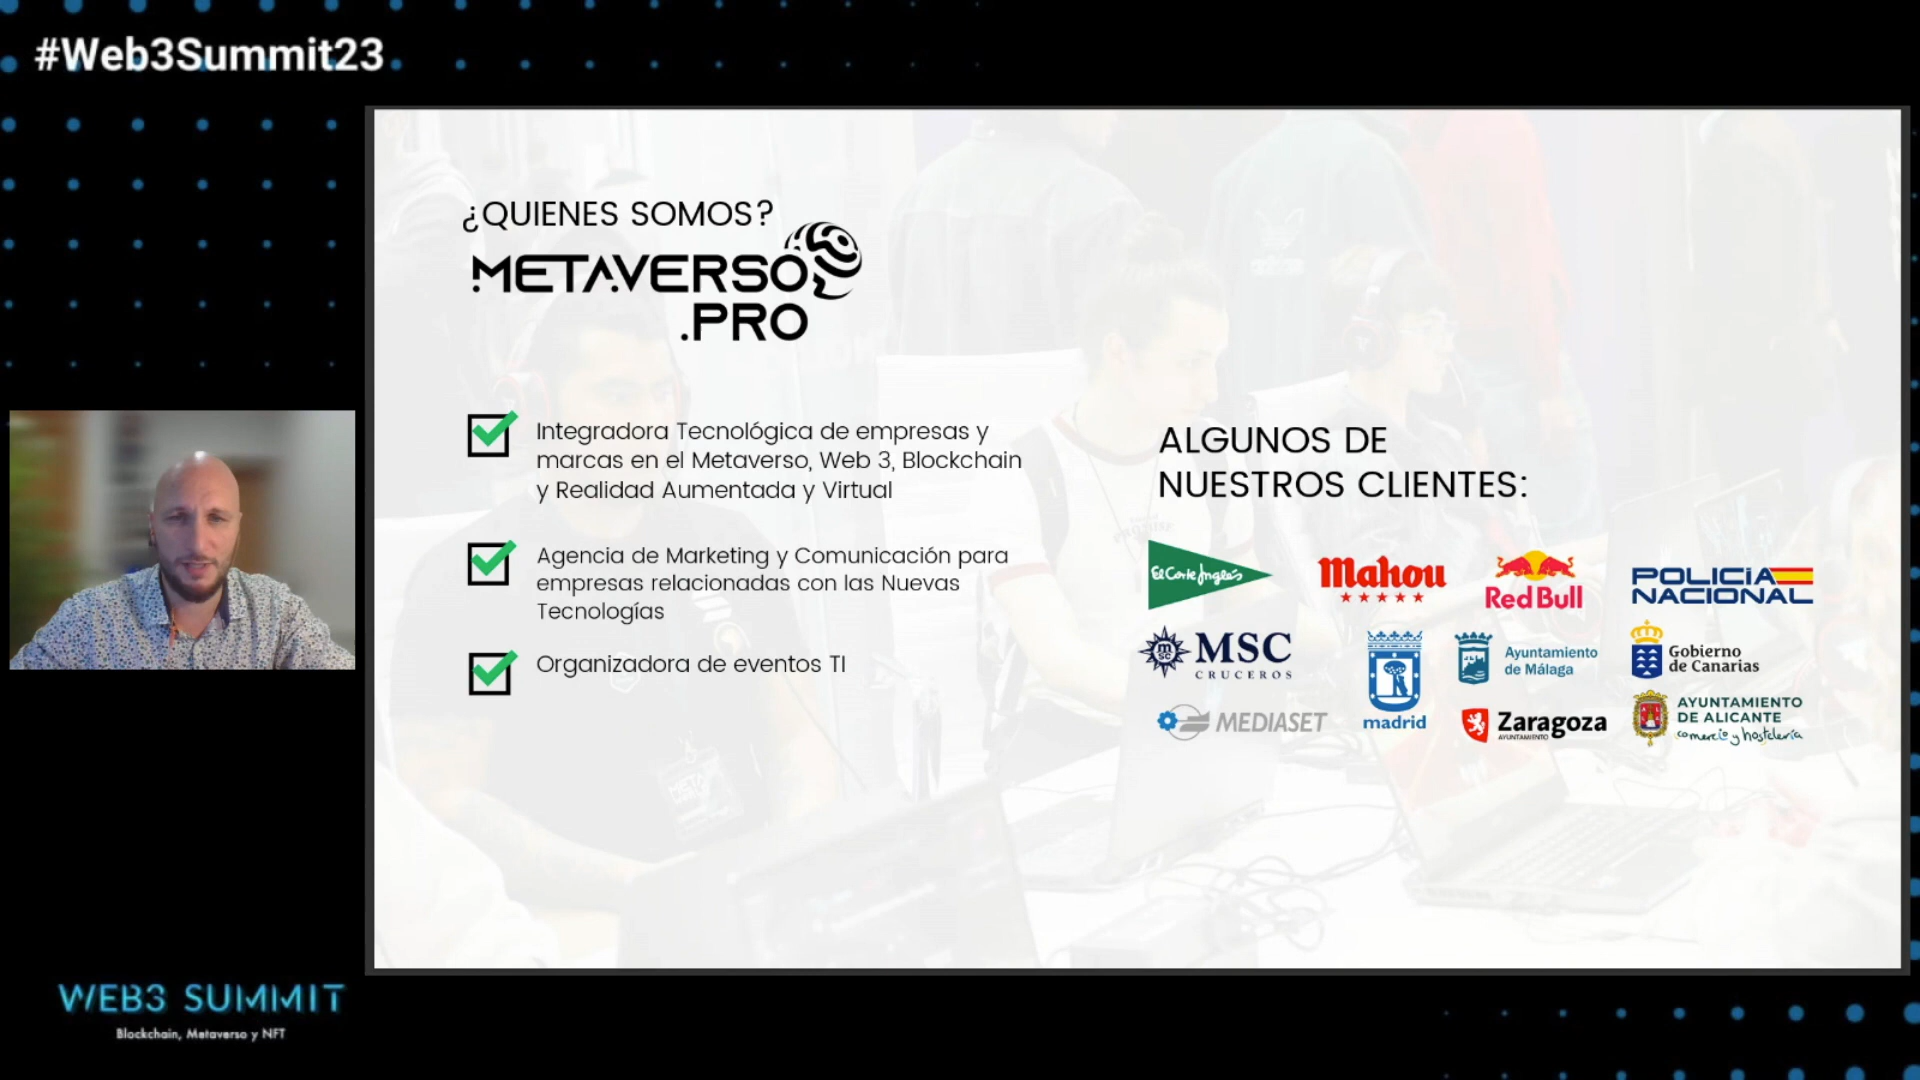 #Web3Summit23
¿QUIENES SOMOS?
METAVERSO
.PRO
Integradora Tecnológica de empresas y
marcas en el Metaverso, Web 3, Blockchain
y Realidad Aumentada y Virtual
Agencia de Marketing y Comunicación para
empresas relacionadas con las Nuevas
Tecnologías
Organizadora de eventos TI
ALGUNOS DE
NUESTROS CLIENTES:
El Corte Inglés
Mahou
Red Bull
POLICIA
NACIONAL
MSC
MSC
CRUCEROS
madrid
Ayuntamiento
de Málaga
Gobierno
de Canarias
MEDIASET
Zaragoza
AYUNTAMIENTO
AYUNTAMIENTO
DE ALICANTE
comercio y hostelería
WEB3 SUMMIT
Blockchain, Metaverso y NFT